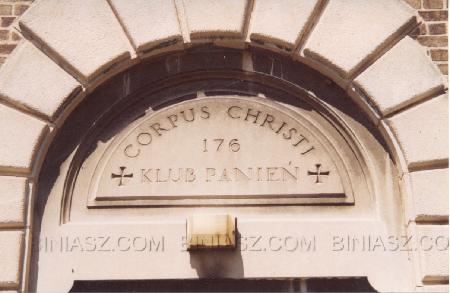 CORPUS CHRISTI
176
✠ KLUB PANIEŃ ✠
BINIASZ.COM BINIASZ.COM BINIASZ.COM